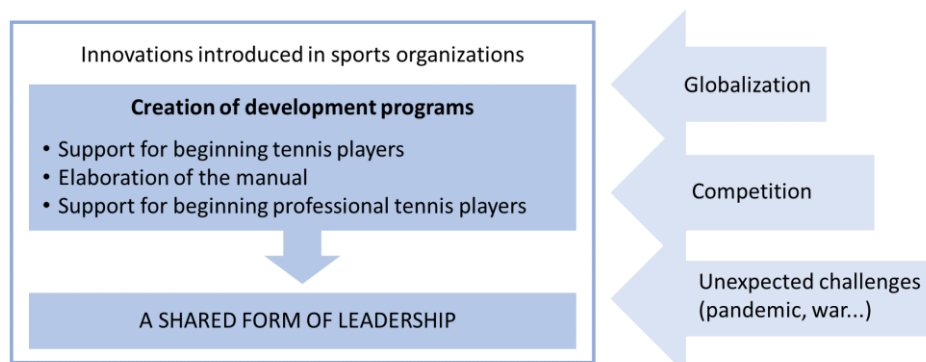 Innovations introduced in sports organizations
Creation of development programs
• Support for beginning tennis players
• Elaboration of the manual
• Support for beginning professional tennis players
A SHARED FORM OF LEADERSHIP
Globalization
Competition
Unexpected challenges
(pandemic, war...)